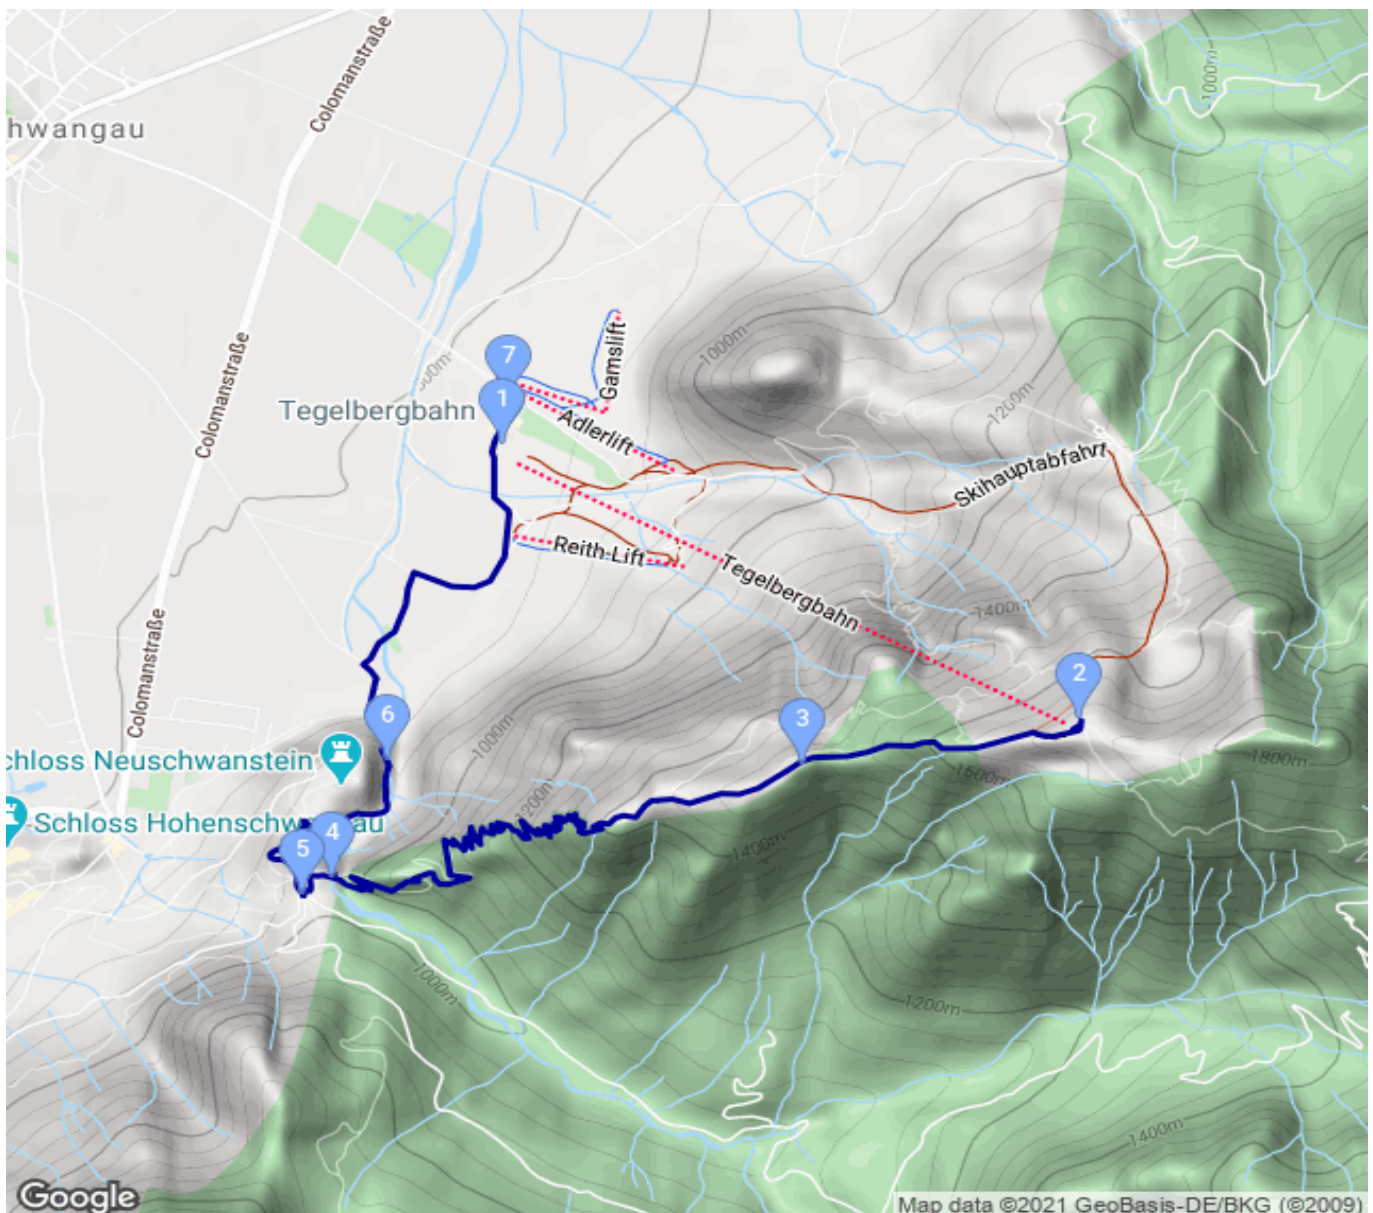 Colomanstraße
hwangau
1000m
Gamslift
7
1000m
Colomanstraße
1
Tegelbergbahn
Adlerlift
1200m
Skihauptabfahrt
Reith-Lift
Tegelbergbahn
1400m
Colomanstraße
2
6
3
1000m
chloss Neuschwanstein
1800m
1600m
1200m
Schloss Hohenschw gau
4
5
1400m
1000m
1200m
1400m
Google
Map data ©2021 GeoBasis-DE/BKG (©2009)